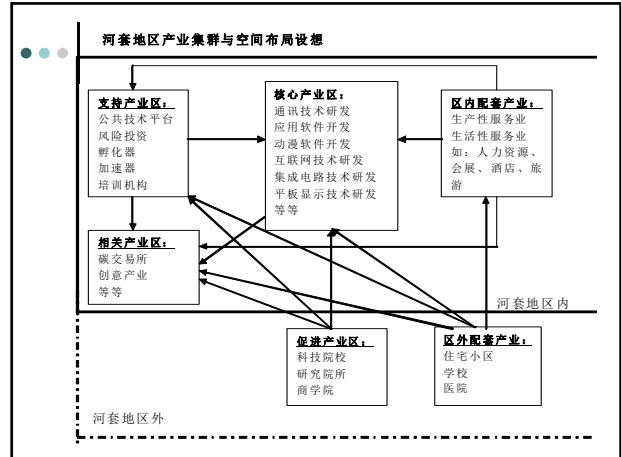 河套地区产业集群与空间布局设想
支持产业区：
公共技术平台
风险投资
孵化器
加速器
培训机构
核心产业区：
通讯技术研发
应用软件开发
动漫软件开发
互联网技术研发
集成电路技术研发
平板显示技术研发
等等
区内配套产业：
生产性服务业
生活性服务业
如：人力资源、
会展、酒店、旅
游
相关产业区：
碳交易所
创意产业
等等
河套地区内
促进产业区：
科技院校
研究院所
商学院
区外配套产业：
住宅小区
学校
医院
河套地区外